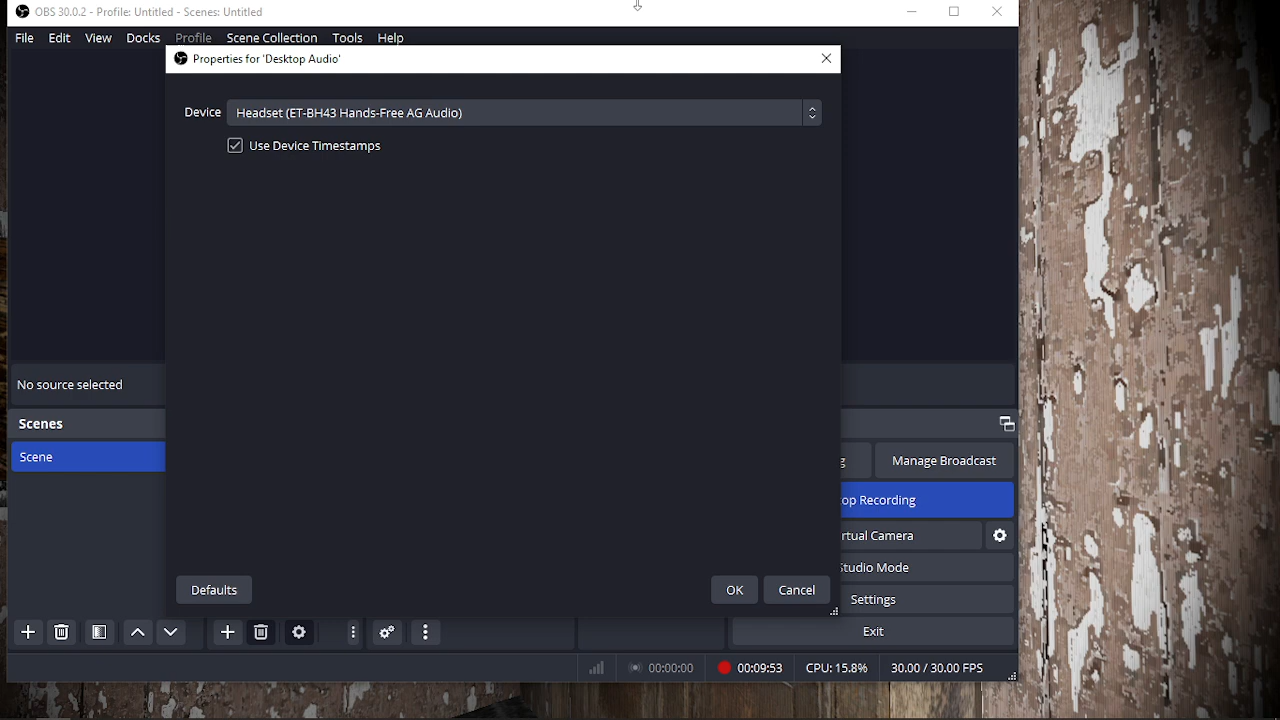 OBS 30.0.2 - Profile: Untitled - Scenes: Untitled
File Edit View Docks Profile Scene Collection Tools Help
Properties for 'Desktop Audio'
Device Headset (ET-BH43 Hands-Free AG Audio)
Use Device Timestamps
No source selected
Scenes
Scene
g Manage Broadcast
op Recording
rtual Camera
Studio Mode
Defaults OK Cancel
Settings
Exit
00:00:00 00:09:53 CPU: 15.8% 30.00 / 30.00 FPS